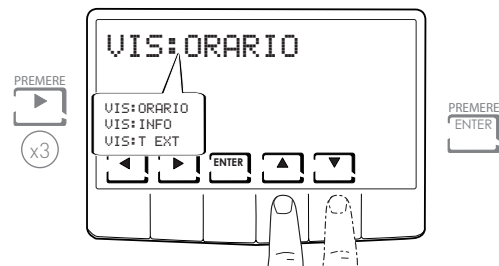 VIS:ORARIO
PREMERE
(x3)
VIS:ORARIO
VIS:INFO
VIS:T EXT
ENTER
PREMERE
ENTER